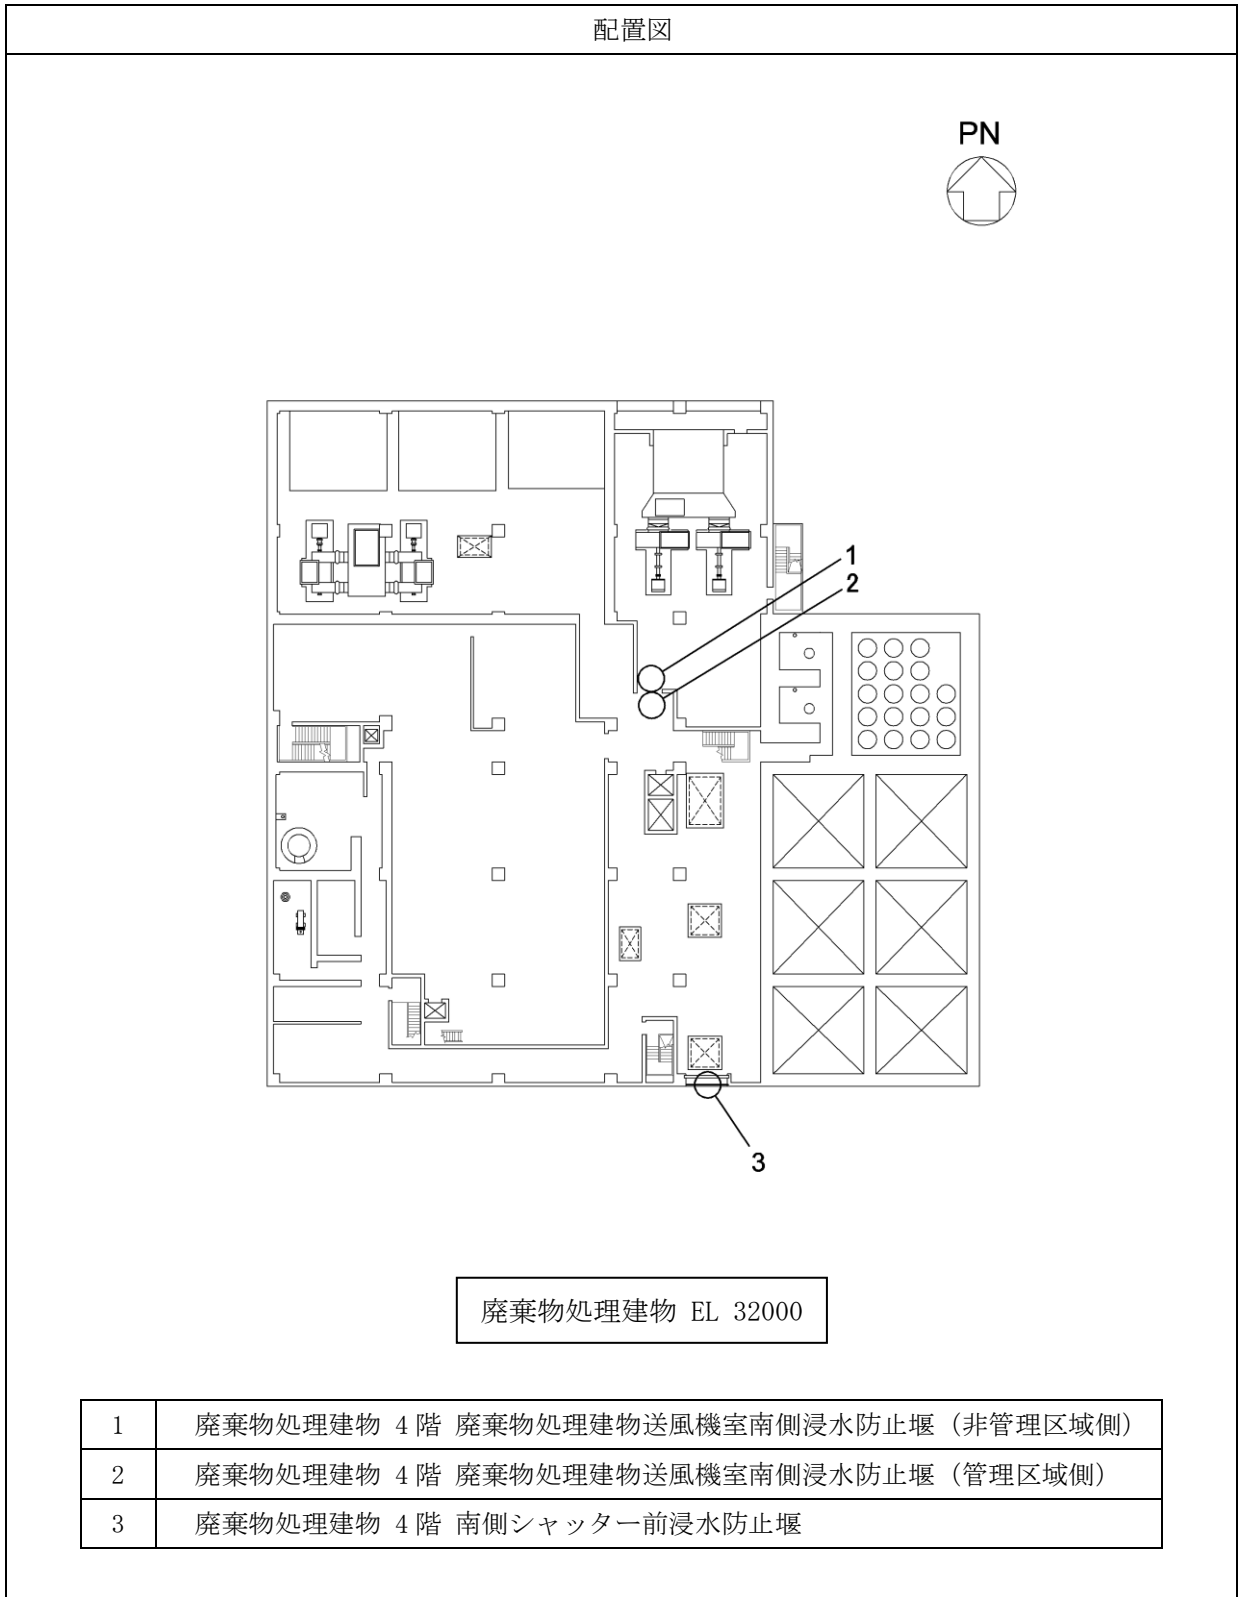 配置図
PN
1
2
3
廃棄物処理建物 EL 32000
1 廃棄物処理建物 4階 廃棄物処理建物送風機室南側浸水防止堰（非管理区域側）
2 廃棄物処理建物 4階 廃棄物処理建物送風機室南側浸水防止堰（管理区域側）
3 廃棄物処理建物 4階 南側シャッター前浸水防止堰